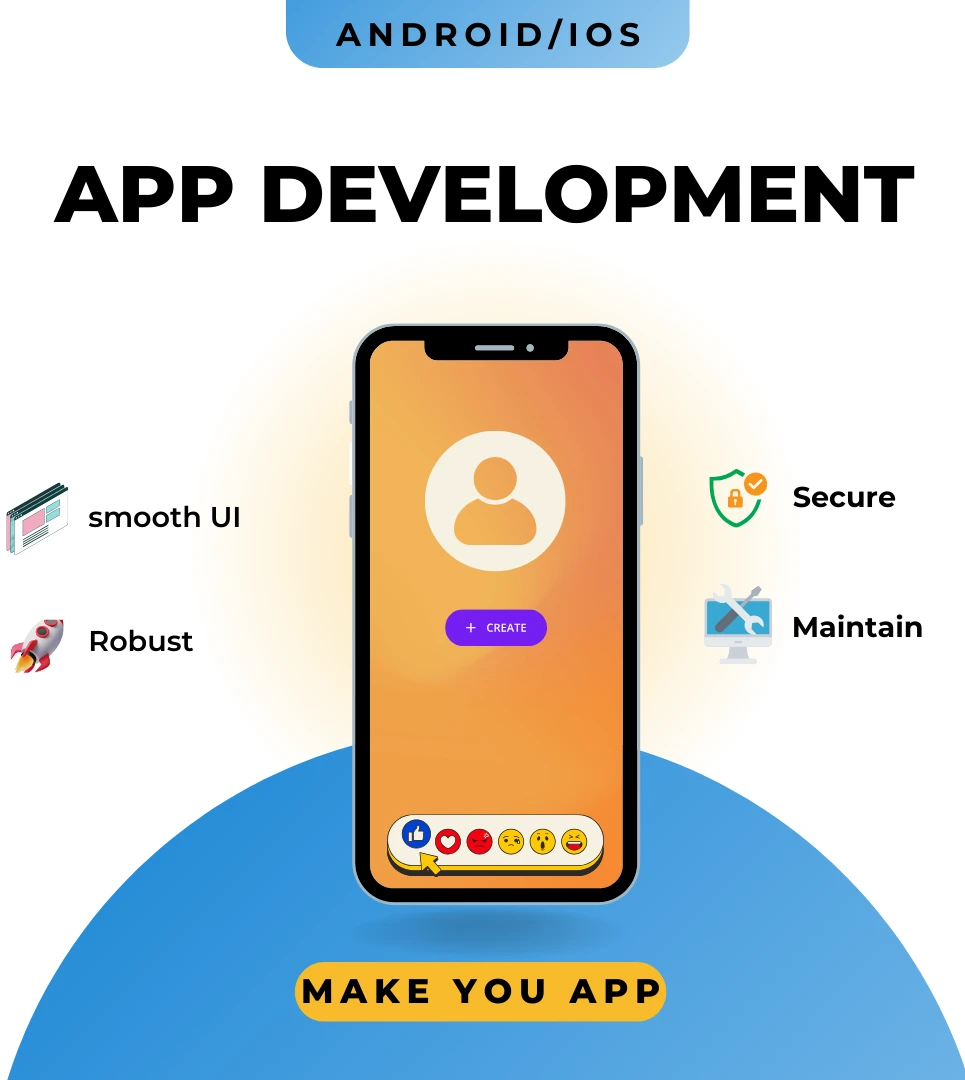 ANDROID/IOS
APP DEVELOPMENT
smooth UI
Secure
Robust
Maintain
+ CREATE
MAKE YOU APP